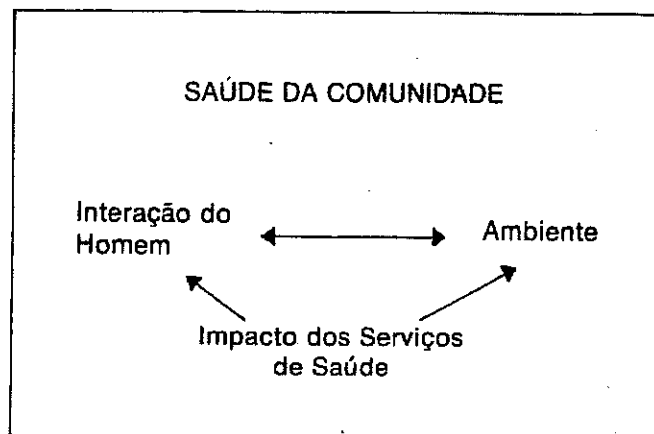 SAÚDE DA COMUNIDADE
Interação do
Homem
Ambiente
Impacto dos Serviços
de Saúde